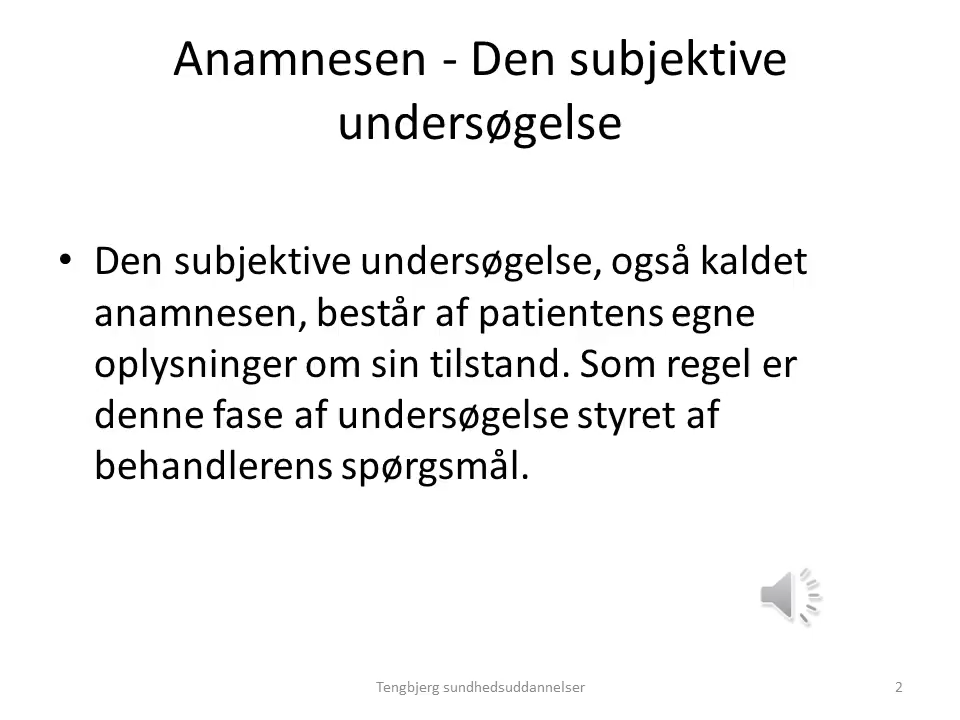 Anamnesen - Den subjektive
undersøgelse
• Den subjektive undersøgelse, også kaldet
anamnesen, består af patientens egne
oplysninger om sin tilstand. Som regel er
denne fase af undersøgelse styret af
behandlerens spørgsmål.
Tengbjerg sundhedsuddannelser
2